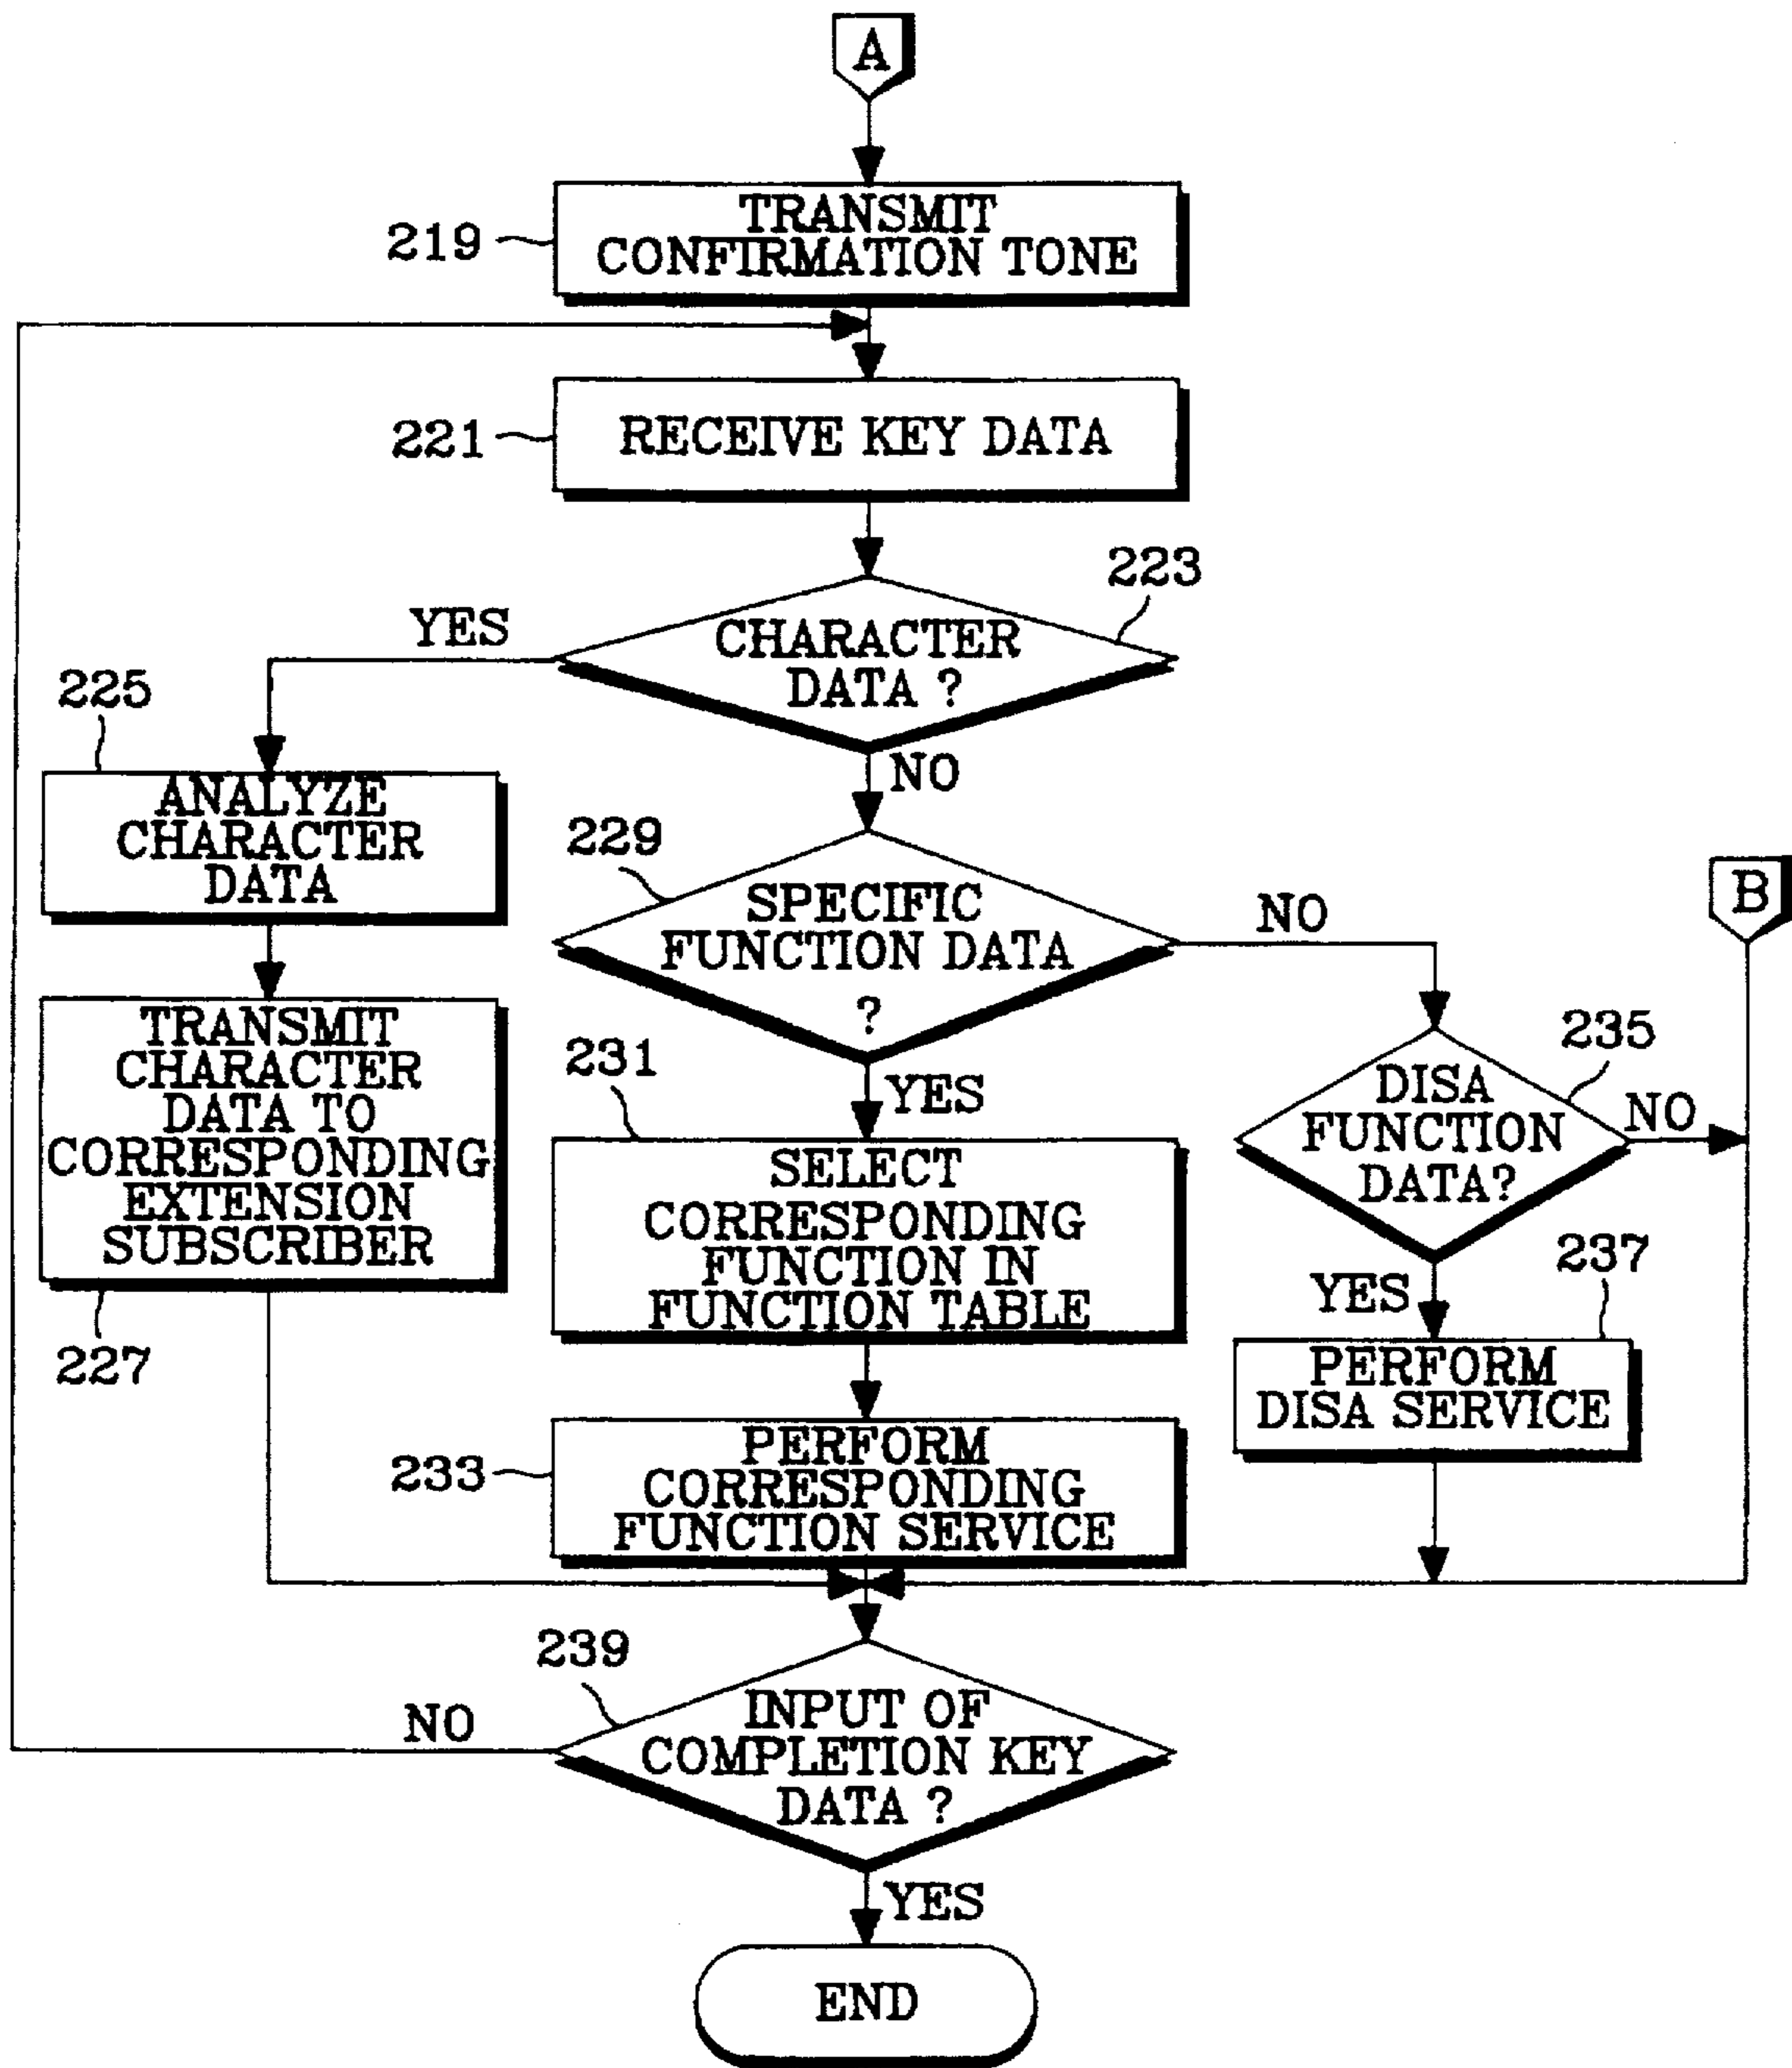 A
219
TRANSMIT
CONFIRMATION TONE
221
RECEIVE KEY DATA
223
YES
CHARACTER
DATA ?
225
NO
ANALYZE
CHARACTER
DATA
229
SPECIFIC
FUNCTION DATA
?
NO
B
TRANSMIT
CHARACTER
DATA TO
CORRESPONDING
EXTENSION
SUBSCRIBER
227
231
YES
235
DISA
FUNCTION
DATA?
NO
SELECT
CORRESPONDING
FUNCTION IN
FUNCTION TABLE
YES
237
PERFORM
DISA SERVICE
233
PERFORM
CORRESPONDING
FUNCTION SERVICE
239
NO
INPUT OF
COMPLETION KEY
DATA ?
YES
END